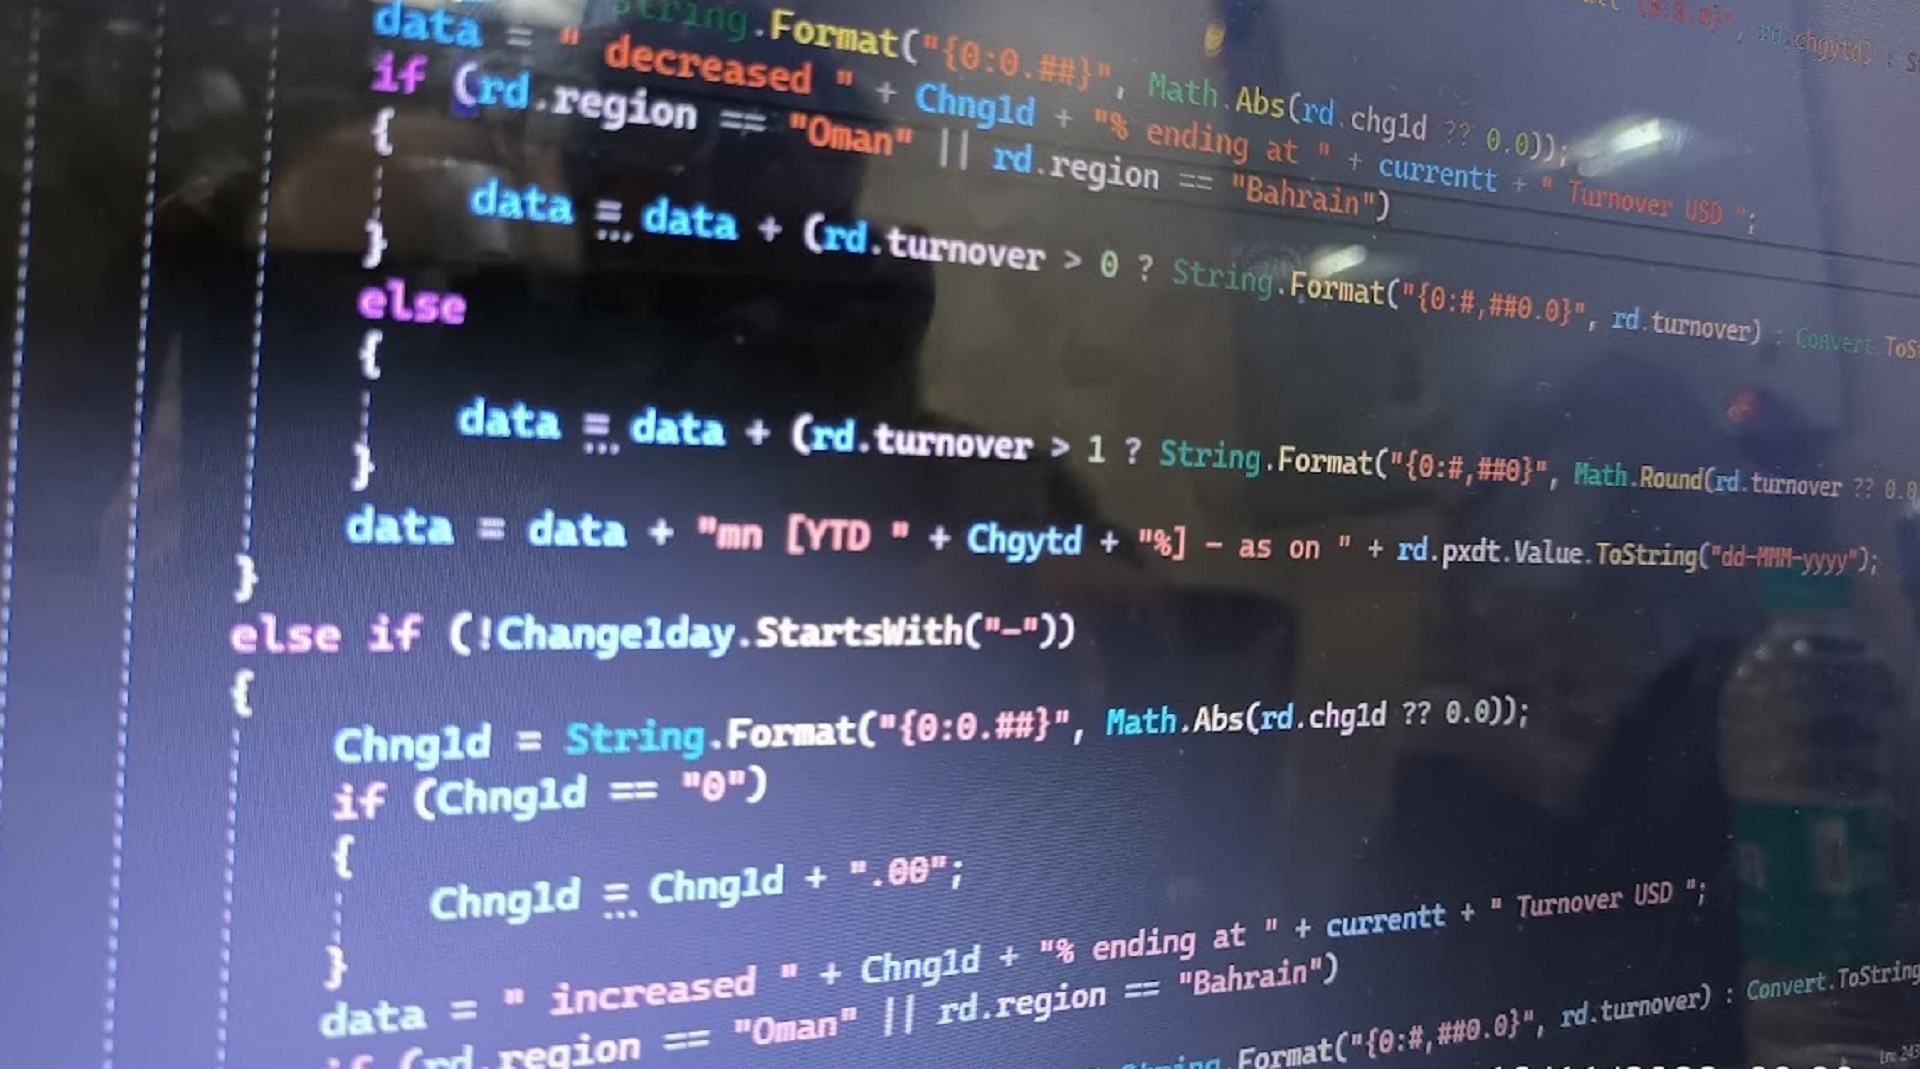 {0:0.##}", rd.chgytd) :
String.Format("{0:0.##}", Math.Abs(rd.chg1d ?? 0.0));
data = " decreased " + Chng1d + "% ending at " + currentt + " Turnover USD ";
if (rd.region == "Oman" || rd.region == "Bahrain")
{
data = data + (rd.turnover > 0 ? String.Format("{0:#,##0.0}", rd.turnover) : Convert.ToSt
}
else
{
data = data + (rd.turnover > 1 ? String.Format("{0:#,##0}", Math.Round(rd.turnover ?? 0.0
}
data = data + "mn [YTD " + Chgytd + "%] - as on " + rd.pxdt.Value.ToString("dd-MMM-yyyy");
}
else if (!Change1day.StartsWith("-"))
{
Chng1d = String.Format("{0:0.##}", Math.Abs(rd.chg1d ?? 0.0));
if (Chng1d == "0")
{
Chng1d = Chng1d + ".00";
}
data = " increased " + Chng1d + "% ending at " + currentt + " Turnover USD ";
if (rd.region == "Oman" || rd.region == "Bahrain")
String.Format("{0:#,##0.0}", rd.turnover) : Convert.ToString